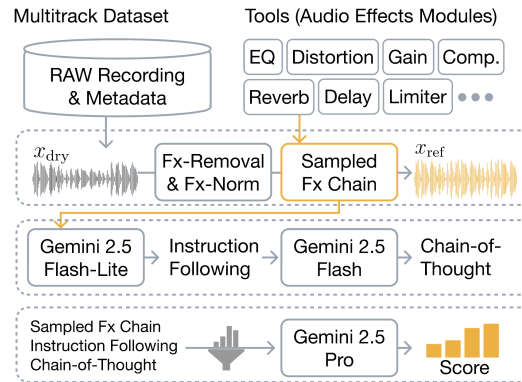 Multitrack Dataset
Tools (Audio Effects Modules)
RAW Recording
& Metadata
EQ Distortion Gain Comp.
Reverb Delay Limiter
x_dry
Fx-Removal
& Fx-Norm
Sampled
Fx Chain
x_ref
Gemini 2.5
Flash-Lite
Instruction
Following
Gemini 2.5
Flash
Chain-of-
Thought
Sampled Fx Chain
Instruction Following
Chain-of-Thought
Gemini 2.5
Pro
Score